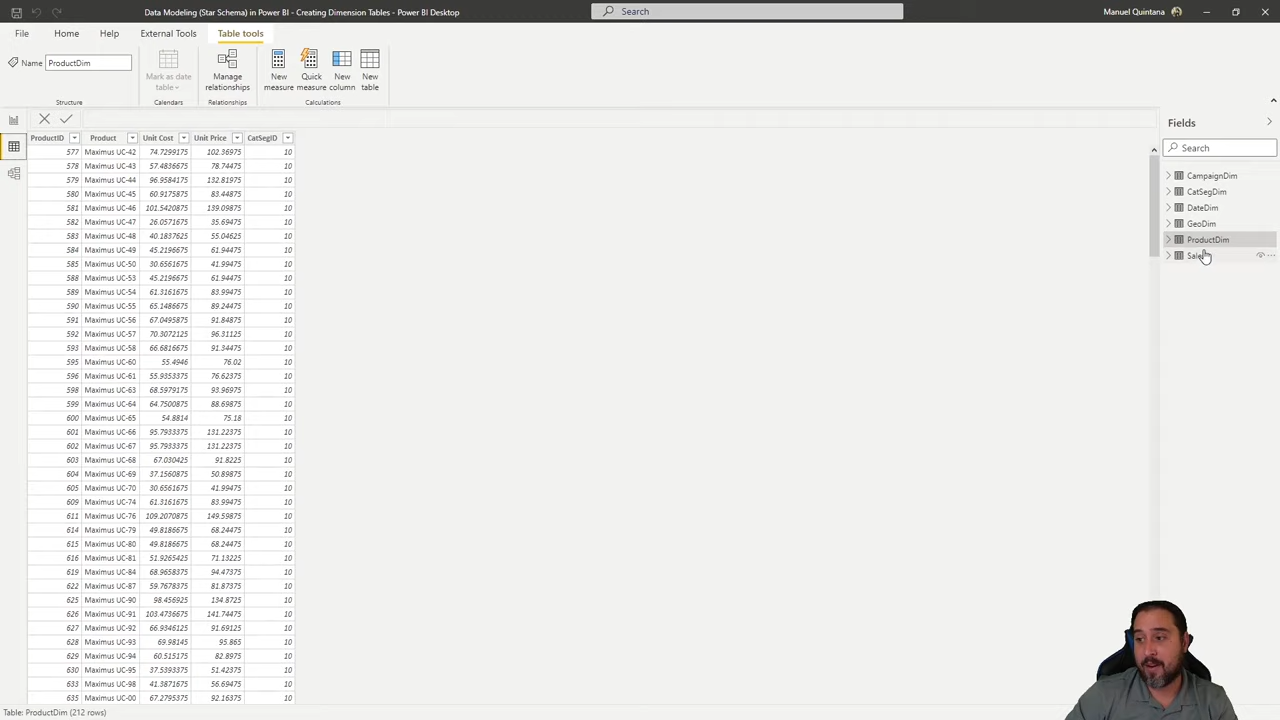 Data Modeling (Star Schema) in Power BI - Creating Dimension Tables - Power BI Desktop
Search
Manuel Quintana
File
Home
Help
External Tools
Table tools
Name
ProductDim
Mark as date table
Manage relationships
New measure
Quick measure
New column
New table
Structure
Calendars
Relationships
Calculations
Fields
Search
CampaignDim
CatSegDim
DateDim
GeoDim
ProductDim
ProductID Product Unit Cost Unit Price CatSegID
577 Maximus UC-42 74.7299175 102.36975 10
578 Maximus UC-43 57.4836675 78.74475 10
579 Maximus UC-44 96.9584175 132.81975 10
580 Maximus UC-45 60.9175875 83.44875 10
581 Maximus UC-46 101.5420875 139.09875 10
582 Maximus UC-47 26.0571675 35.69475 10
583 Maximus UC-48 40.1837625 55.04625 10
584 Maximus UC-49 45.2196675 61.94475 10
585 Maximus UC-50 30.6561675 41.99475 10
588 Maximus UC-53 45.2196675 61.94475 10
589 Maximus UC-54 61.3161675 83.99475 10
590 Maximus UC-55 65.1486675 89.24475 10
591 Maximus UC-56 67.0495875 91.84875 10
592 Maximus UC-57 70.3072125 96.31125 10
593 Maximus UC-58 66.6816675 91.34475 10
595 Maximus UC-60 55.4946 76.02 10
596 Maximus UC-61 55.9353375 76.62375 10
598 Maximus UC-63 68.5979175 93.96975 10
599 Maximus UC-64 64.7500875 88.69875 10
600 Maximus UC-65 54.8814 75.18 10
601 Maximus UC-66 95.7933375 131.22375 10
602 Maximus UC-67 95.7933375 131.22375 10
603 Maximus UC-68 67.030425 91.8225 10
604 Maximus UC-69 37.1560875 50.89875 10
605 Maximus UC-70 30.6561675 41.99475 10
609 Maximus UC-74 61.3161675 83.99475 10
611 Maximus UC-76 109.2070875 149.59875 10
614 Maximus UC-79 49.8186675 68.24475 10
615 Maximus UC-80 49.8186675 68.24475 10
616 Maximus UC-81 51.9265425 71.13225 10
619 Maximus UC-84 68.9658375 94.47375 10
622 Maximus UC-87 59.7678375 81.87375 10
625 Maximus UC-90 98.456925 134.8725 10
626 Maximus UC-91 103.4736675 141.74475 10
627 Maximus UC-92 66.9346125 91.69125 10
628 Maximus UC-93 69.98145 95.865 10
629 Maximus UC-94 60.515175 82.8975 10
630 Maximus UC-95 37.5393375 51.42375 10
633 Maximus UC-98 41.3871675 56.69475 10
635 Maximus UC-00 67.2795375 92.16375 10
Table: ProductDim (212 rows)